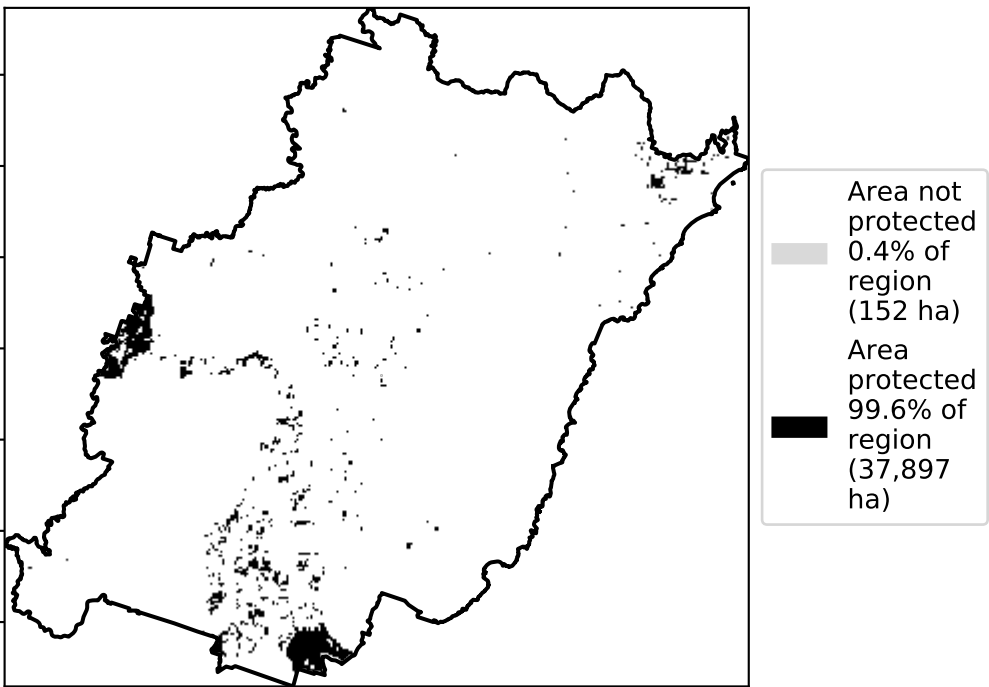 Area not
protected
0.4% of
region
(152 ha)
Area
protected
99.6% of
region
(37,897
ha)